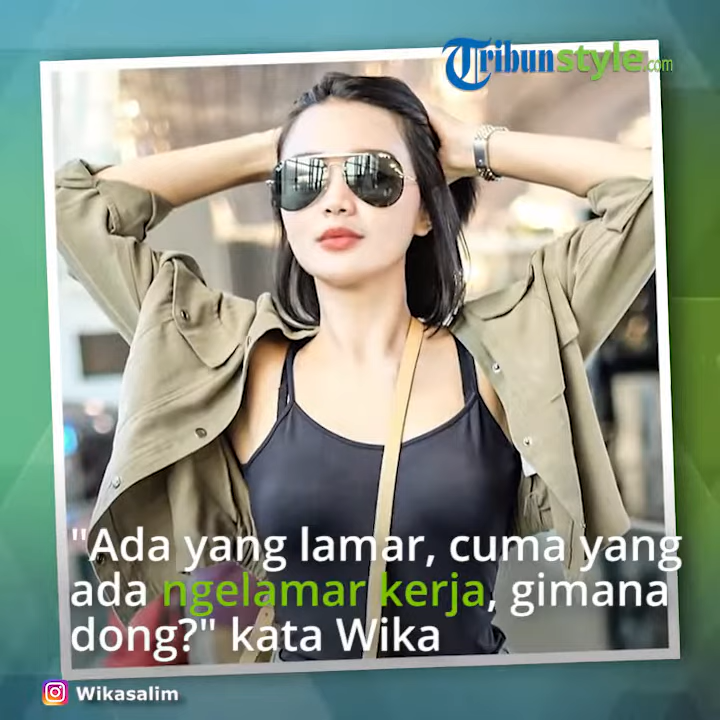 Tribunstyle.com
"Ada yang lamar, cuma yang
ada ngelamar kerja, gimana
dong?" kata Wika
Wikasalim